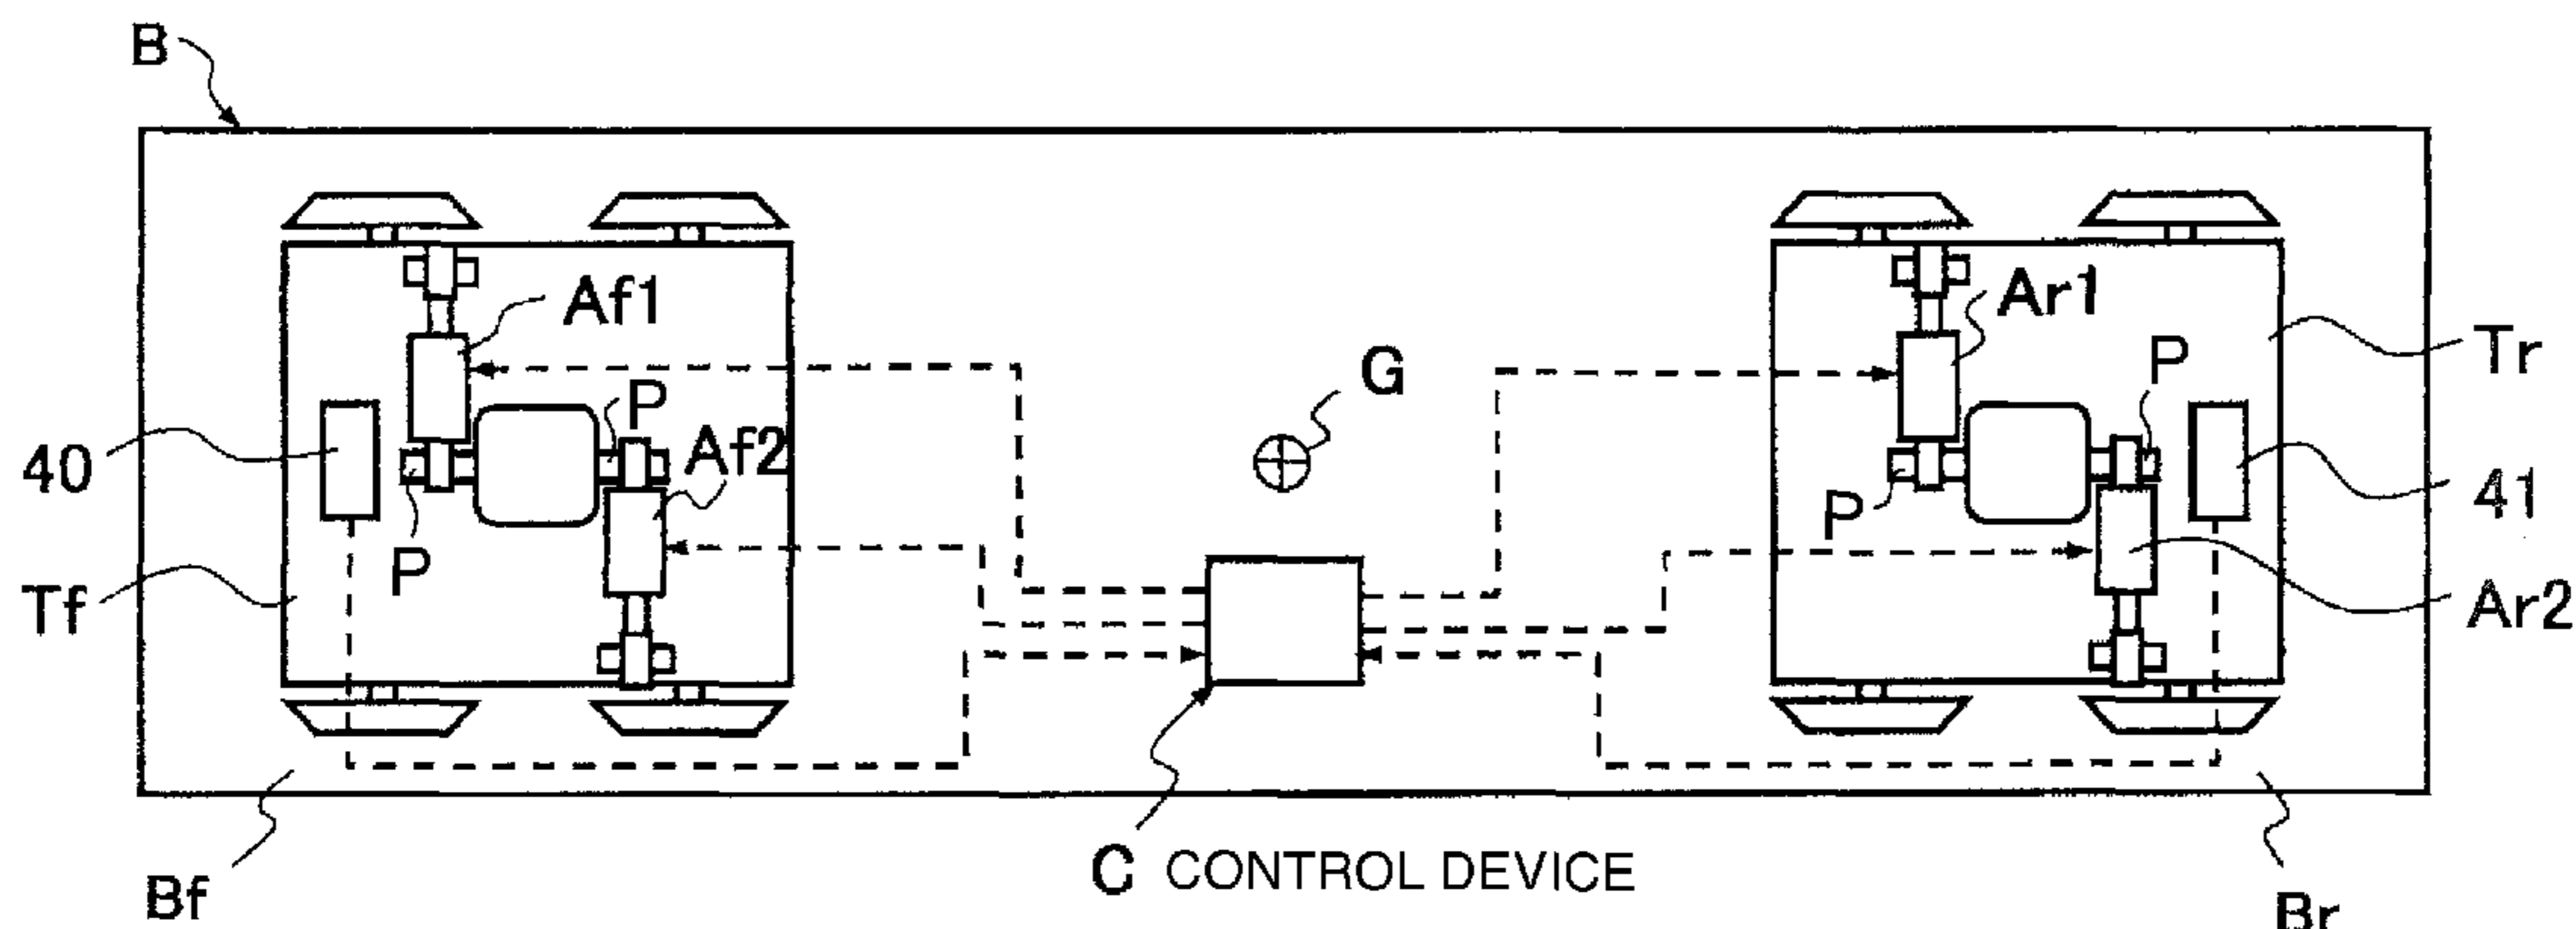 B
Af1
Ar1
Tr
G
P
P
Af2
40
41
P
P
Tf
Ar2
C CONTROL DEVICE
Bf
Br